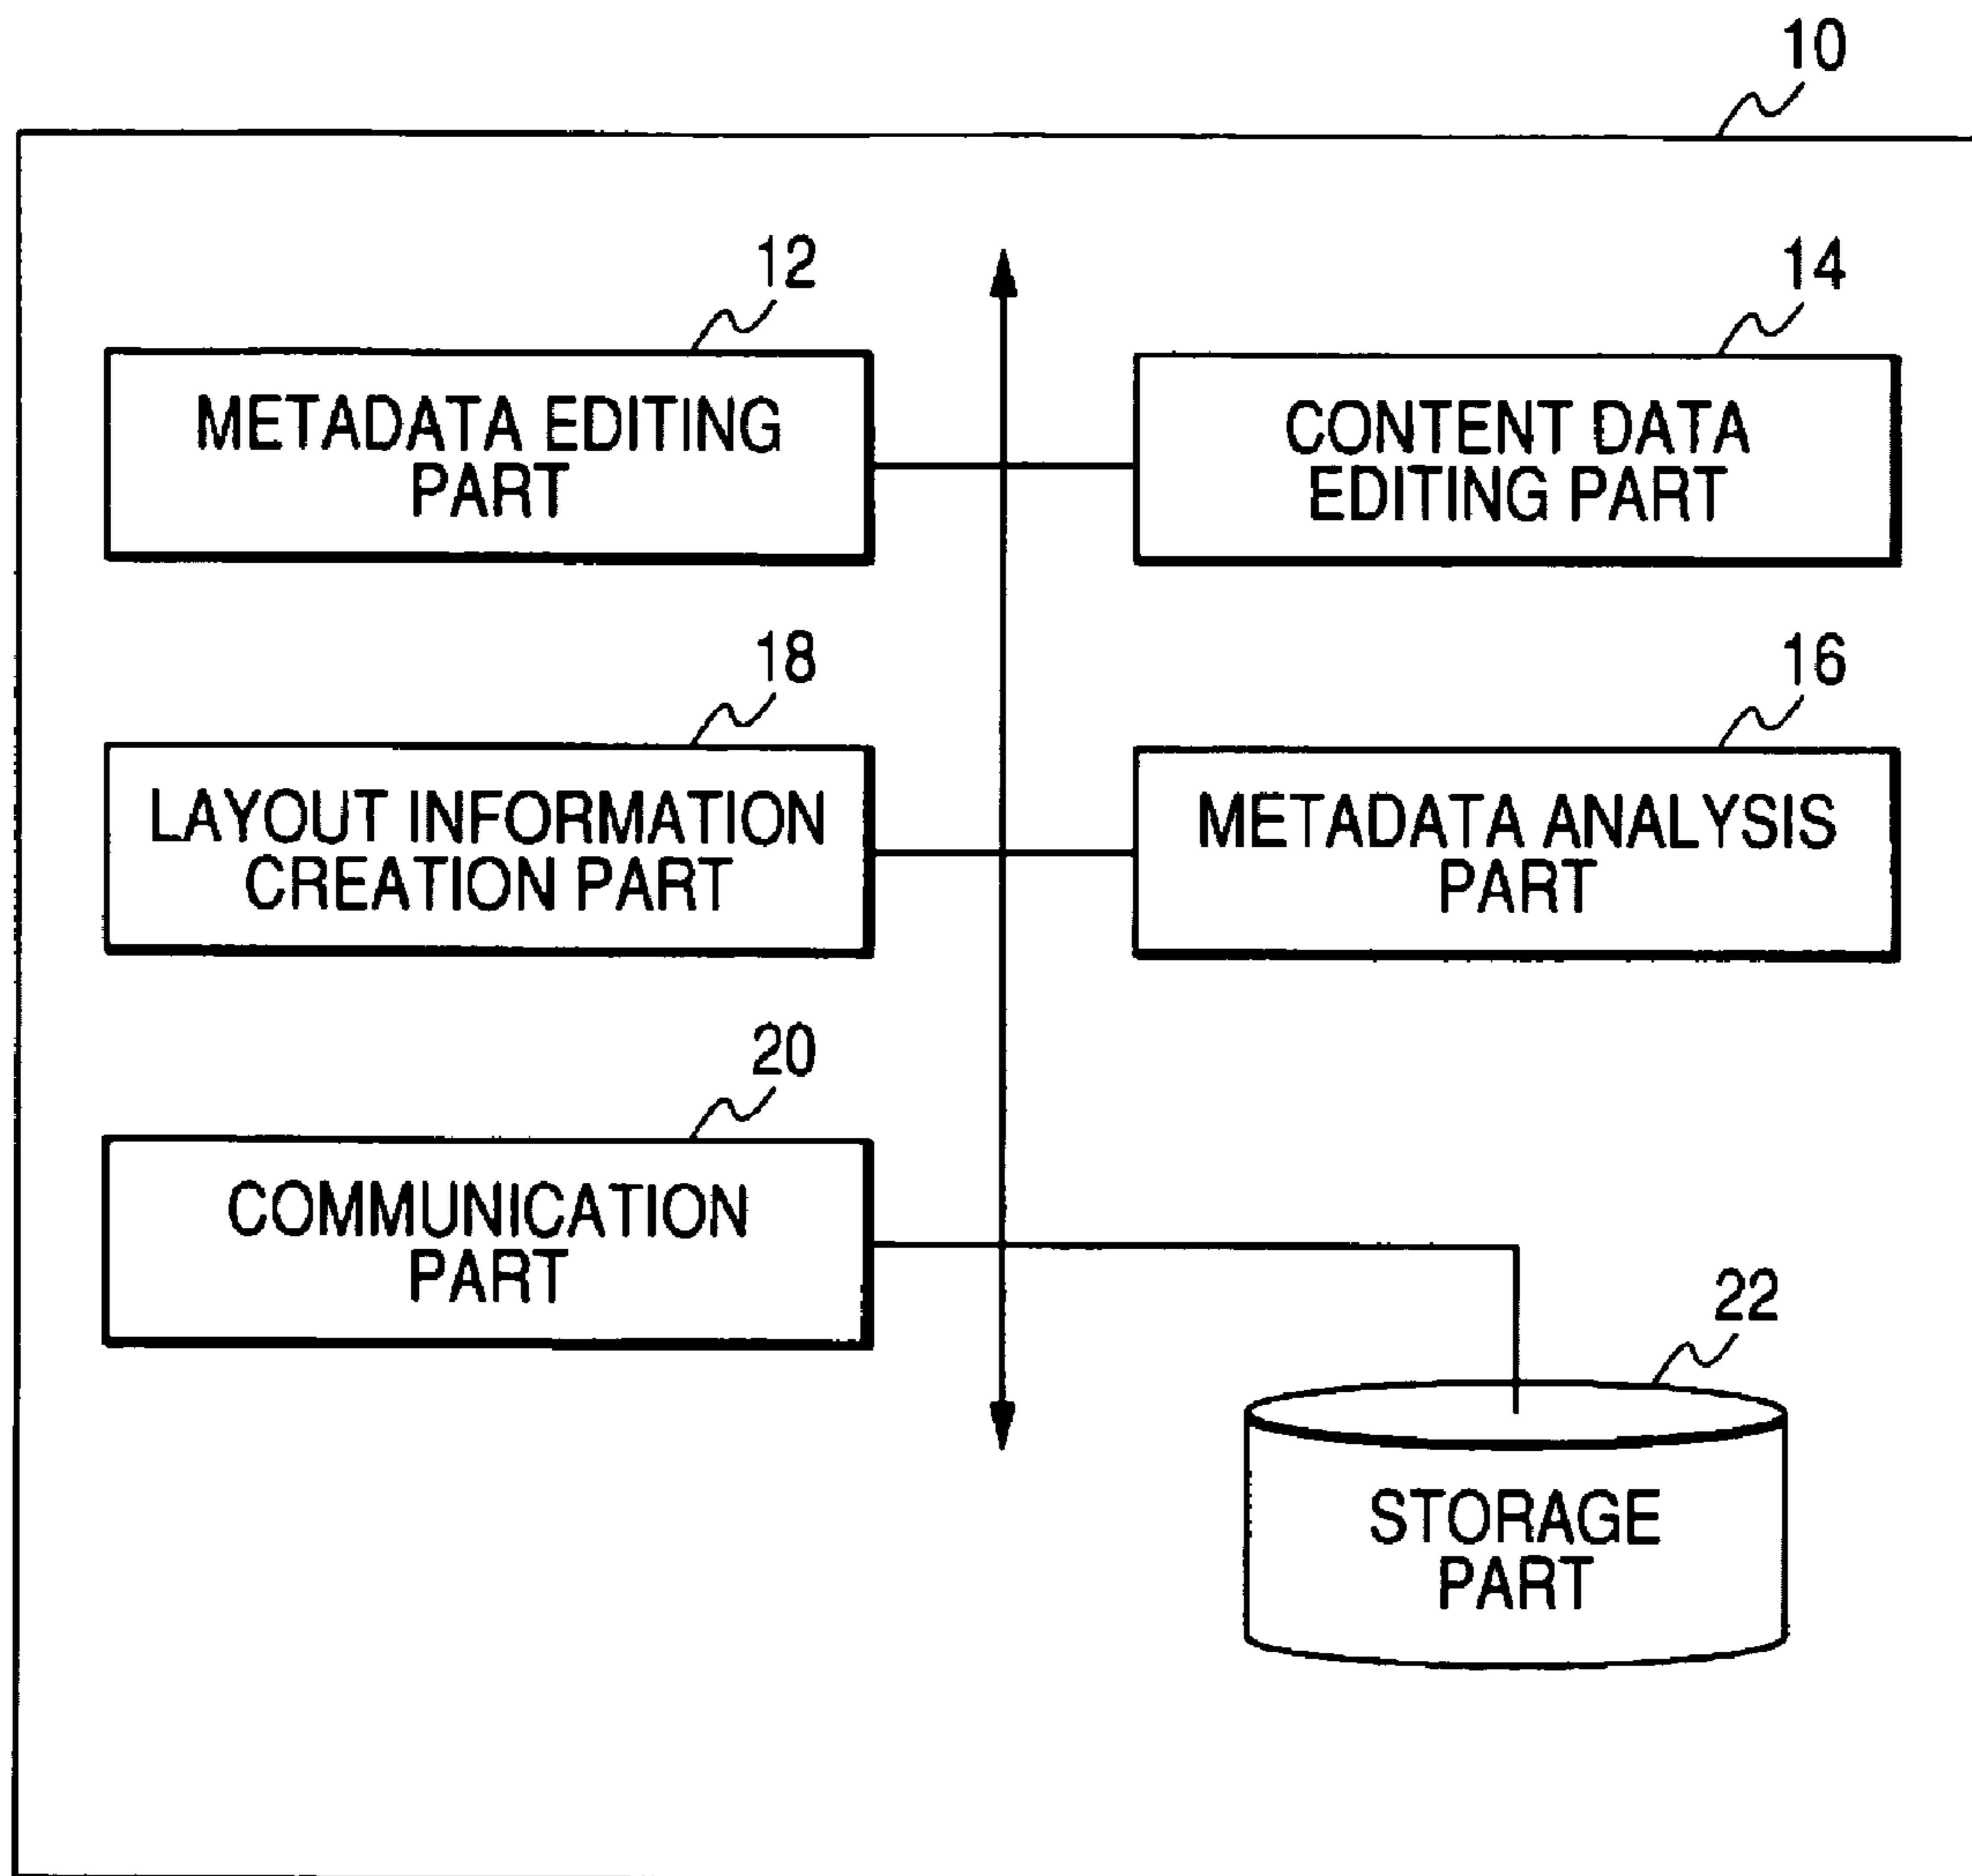 10
12
METADATA EDITING
PART
14
CONTENT DATA
EDITING PART
18
LAYOUT INFORMATION
CREATION PART
16
METADATA ANALYSIS
PART
20
COMMUNICATION
PART
22
STORAGE
PART